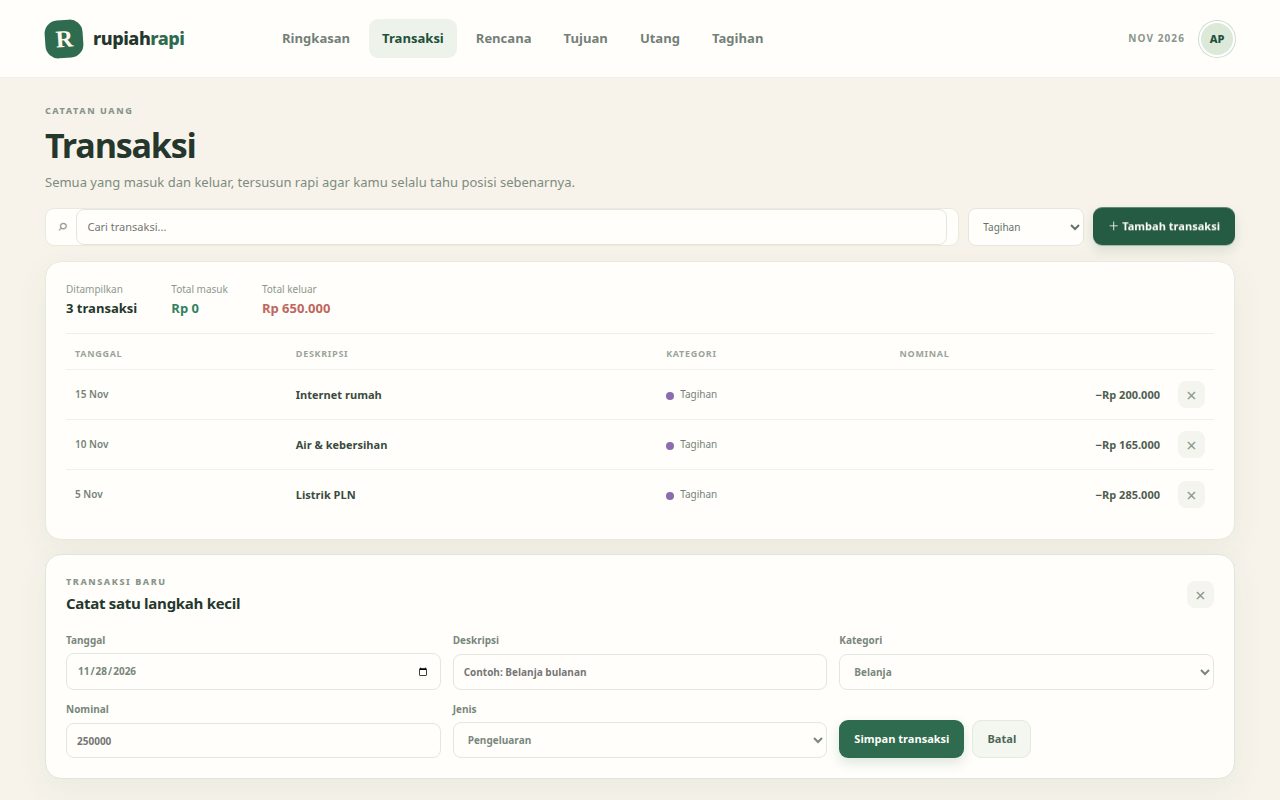 R rupiahrapi
Ringkasan Transaksi Rencana Tujuan Utang Tagihan
NOV 2026 AP
CATATAN UANG
Transaksi
Semua yang masuk dan keluar, tersusun rapi agar kamu selalu tahu posisi sebenarnya.
Cari transaksi... Tagihan + Tambah transaksi
Ditampilkan Total masuk Total keluar
3 transaksi Rp 0 Rp 650.000
TANGGAL DESKRIPSI KATEGORI NOMINAL
15 Nov Internet rumah Tagihan −Rp 200.000 ×
10 Nov Air & kebersihan Tagihan −Rp 165.000 ×
5 Nov Listrik PLN Tagihan −Rp 285.000 ×
TRANSAKSI BARU
Catat satu langkah kecil ×
Tanggal Deskripsi Kategori
11/28/2026 Contoh: Belanja bulanan Belanja
Nominal Jenis
250000 Pengeluaran Simpan transaksi Batal